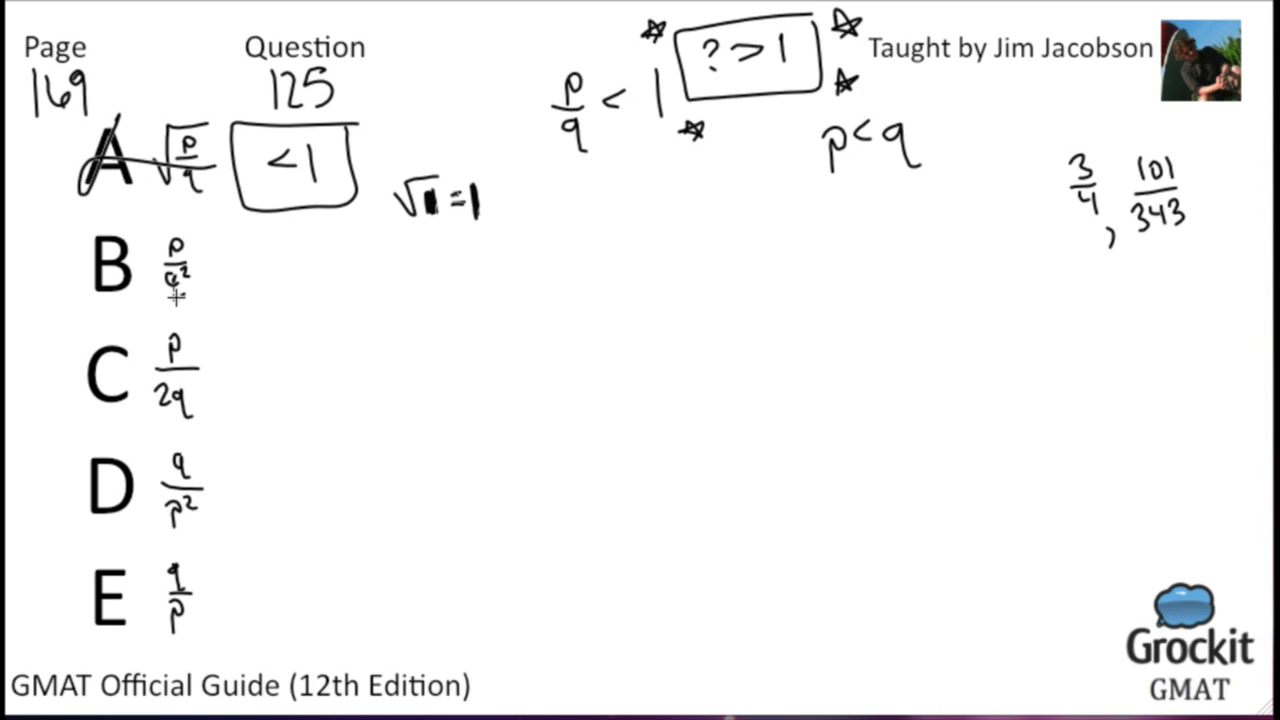 Page
Question
Taught by Jim Jacobson
169
125
p/q < 1
? > 1
p < q
A √(p/q) < 1
√1 = 1
3/4 , 101/343
B p/q²
C p/2q
D q/p²
E q/p
GMAT Official Guide (12th Edition)
Grockit
GMAT